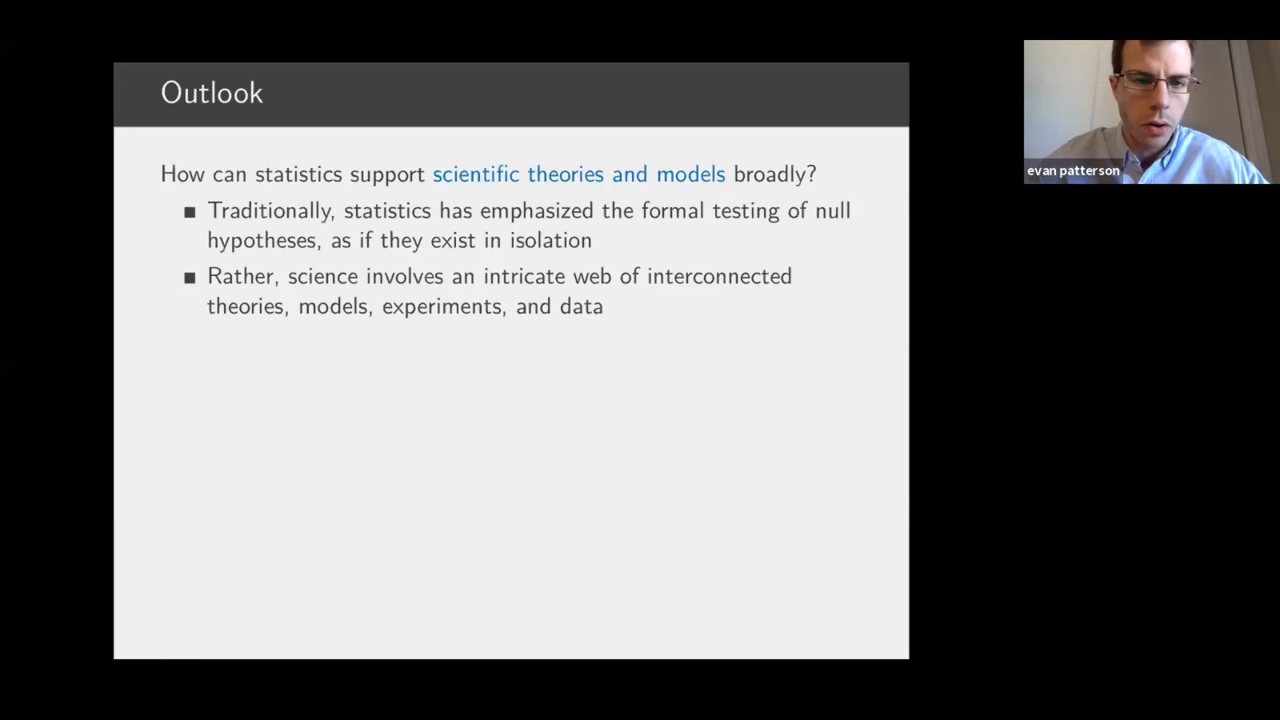 Outlook
How can statistics support scientific theories and models broadly?
■ Traditionally, statistics has emphasized the formal testing of null
hypotheses, as if they exist in isolation
■ Rather, science involves an intricate web of interconnected
theories, models, experiments, and data
evan patterson